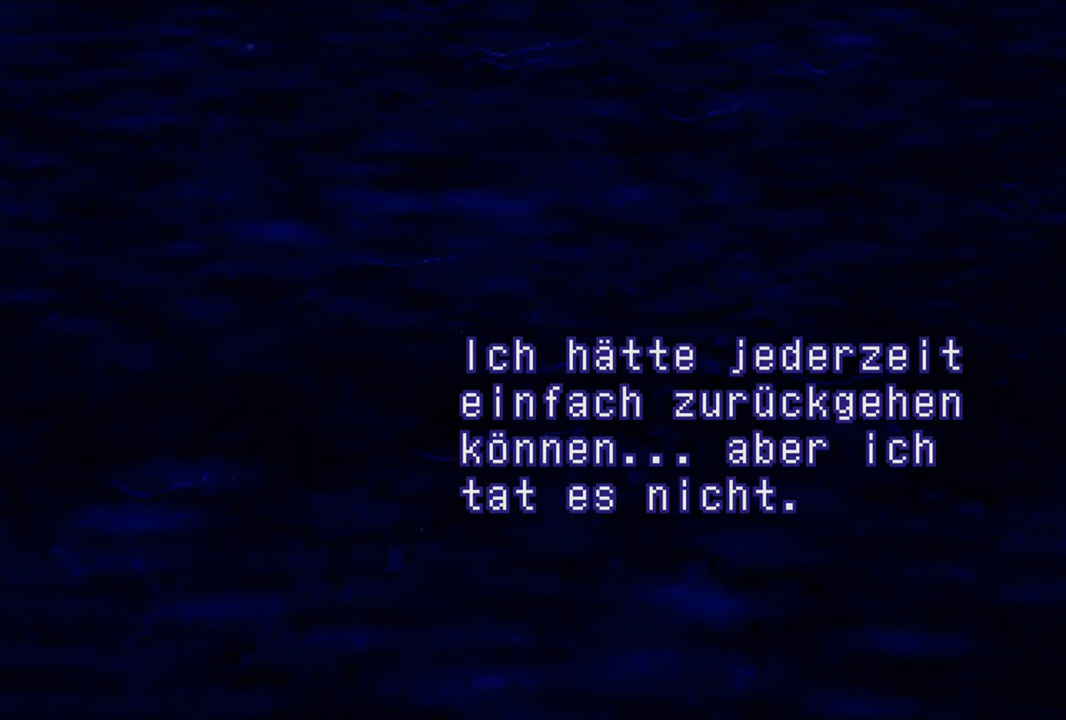 Ich hätte jederzeit
einfach zurückgehen
können... aber ich
tat es nicht.